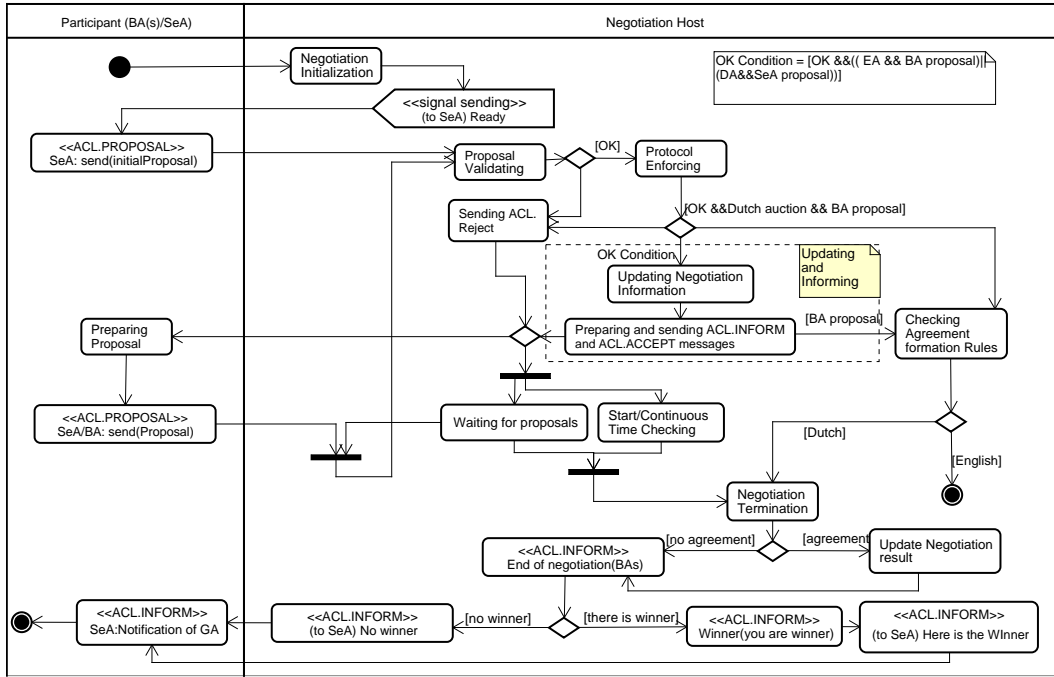 Participant (BA(s)/SeA)
Negotiation Host
Negotiation
Initialization
OK Condition = [OK &&(( EA && BA proposal)||
(DA&&SeA proposal))]
<<signal sending>>
(to SeA) Ready
<<ACL.PROPOSAL>>
SeA: send(initialProposal)
Proposal
Validating
[OK]
Protocol
Enforcing
Sending ACL.
Reject
[OK &&Dutch auction && BA proposal]
OK Condition
Updating
and
Informing
Updating Negotiation
Information
Preparing
Proposal
Preparing and sending ACL.INFORM
and ACL.ACCEPT messages
[BA proposal]
Checking
Agreement
formation Rules
<<ACL.PROPOSAL>>
SeA/BA: send(Proposal)
Waiting for proposals
Start/Continuous
Time Checking
[Dutch]
[English]
Negotiation
Termination
[no agreement]
[agreement
Update Negotiation
result
<<ACL.INFORM>>
End of negotiation(BAs)
<<ACL.INFORM>>
SeA:Notification of GA
<<ACL.INFORM>>
(to SeA) No winner
[no winner]
[there is winner]
<<ACL.INFORM>>
Winner(you are winner)
<<ACL.INFORM>>
(to SeA) Here is the WInner